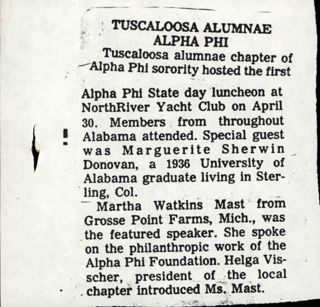 TUSCALOOSA ALUMNAE
ALPHA PHI
Tuscaloosa alumnae chapter of
Alpha Phi sorority hosted the first
Alpha Phi State day luncheon at
NorthRiver Yacht Club on April
30. Members from throughout
Alabama attended. Special guest
was Marguerite Sherwin
Donovan, a 1936 University of
Alabama graduate living in Ster-
ling, Col.
Martha Watkins Mast from
Grosse Point Farms, Mich., was
the featured speaker. She spoke
on the philanthropic work of the
Alpha Phi Foundation. Helga Vis-
scher, president of the local
chapter introduced Ms. Mast.